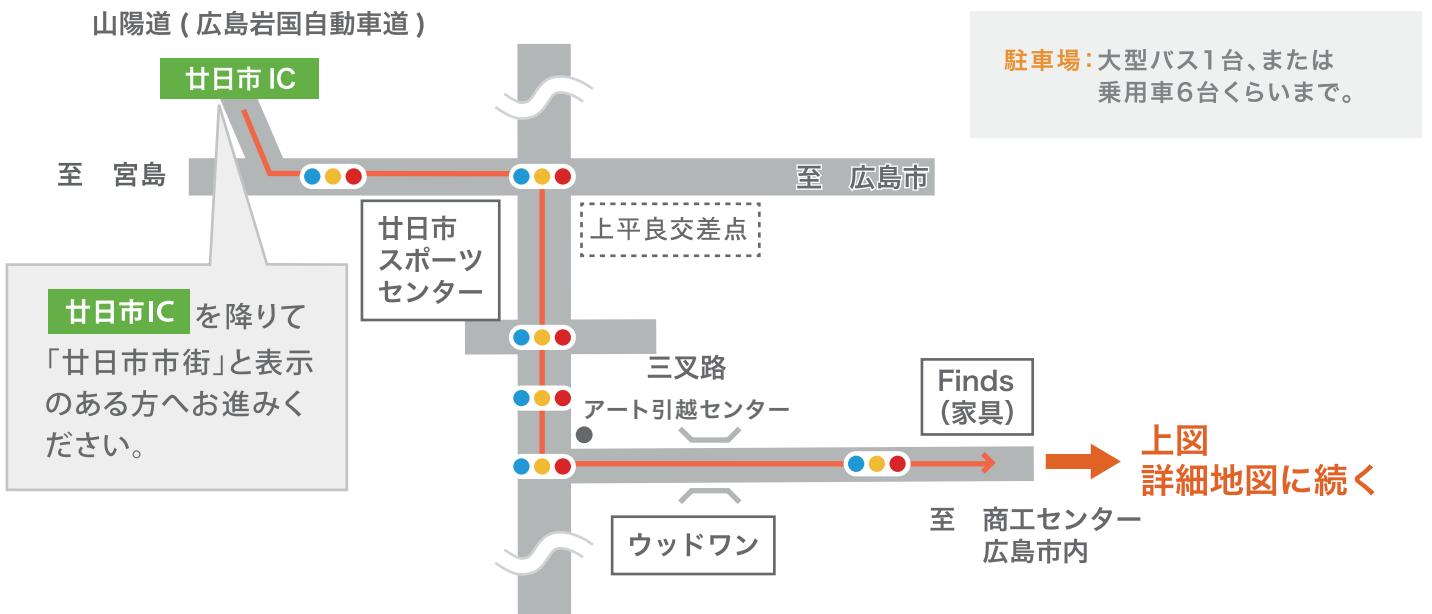 山陽道 ( 広島岩国自動車道 )
廿日市 IC
駐車場：大型バス1台、または
乗用車6台くらいまで。
至　宮島
至　広島市
廿日市
スポーツ
センター
上平良交差点
廿日市IC を降りて
「廿日市市街」と表示
のある方へお進みく
ださい。
三叉路
アート引越センター
Finds
（家具）
上図
詳細地図に続く
ウッドワン
至　商工センター
広島市内